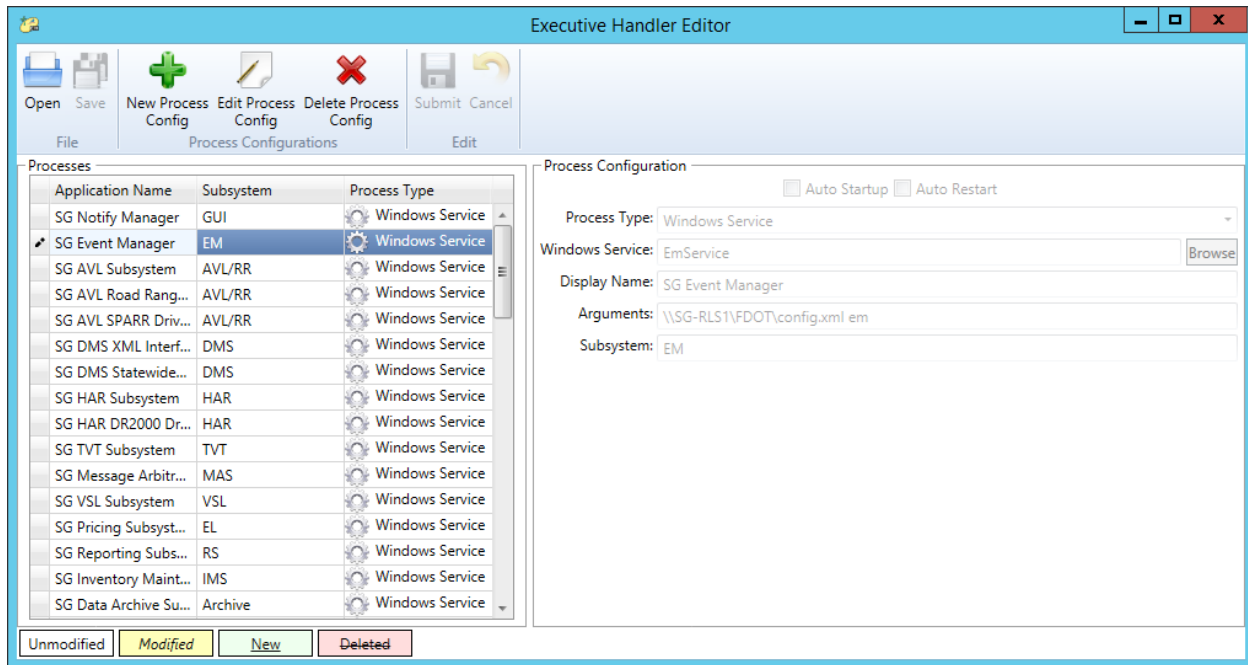 Executive Handler Editor
Open Save New Process Config Edit Process Config Delete Process Config Submit Cancel
File Process Configurations Edit
Processes
Application Name Subsystem Process Type
SG Notify Manager GUI Windows Service
SG Event Manager EM Windows Service
SG AVL Subsystem AVL/RR Windows Service
SG AVL Road Rang... AVL/RR Windows Service
SG AVL SPARR Driv... AVL/RR Windows Service
SG DMS XML Interf... DMS Windows Service
SG DMS Statewide... DMS Windows Service
SG HAR Subsystem HAR Windows Service
SG HAR DR2000 Dr... HAR Windows Service
SG TVT Subsystem TVT Windows Service
SG Message Arbitr... MAS Windows Service
SG VSL Subsystem VSL Windows Service
SG Pricing Subsyst... EL Windows Service
SG Reporting Subs... RS Windows Service
SG Inventory Maint... IMS Windows Service
SG Data Archive Su... Archive Windows Service
Process Configuration
Auto Startup Auto Restart
Process Type: Windows Service
Windows Service: EmService Browse
Display Name: SG Event Manager
Arguments: \\SG-RLS1\FDOT\config.xml em
Subsystem: EM
Unmodified Modified New Deleted